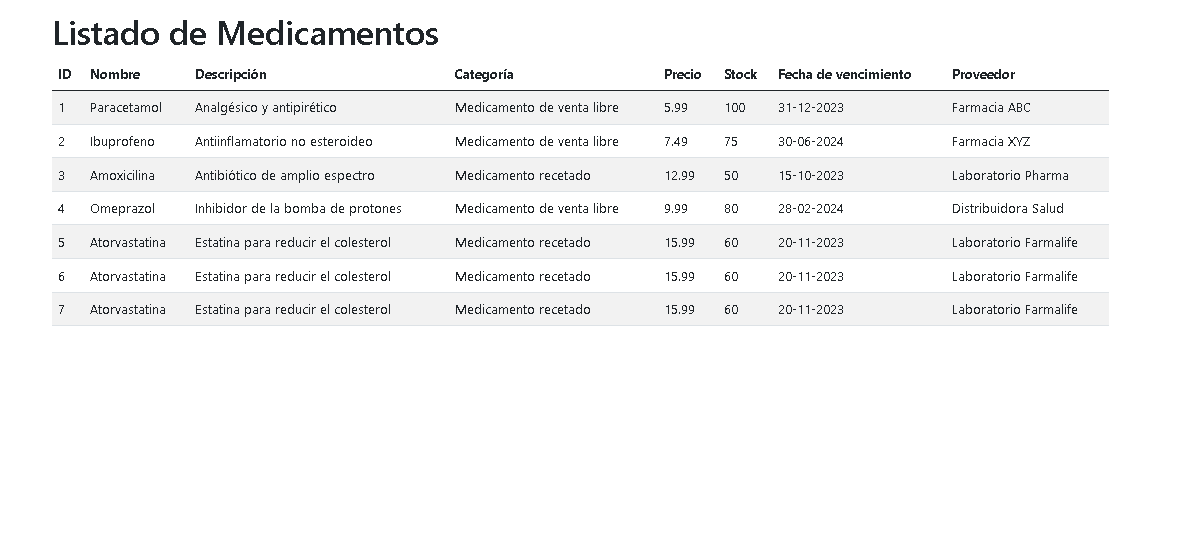 Listado de Medicamentos
ID Nombre Descripción Categoría Precio Stock Fecha de vencimiento Proveedor
1 Paracetamol Analgésico y antipirético Medicamento de venta libre 5.99 100 31-12-2023 Farmacia ABC
2 Ibuprofeno Antiinflamatorio no esteroideo Medicamento de venta libre 7.49 75 30-06-2024 Farmacia XYZ
3 Amoxicilina Antibiótico de amplio espectro Medicamento recetado 12.99 50 15-10-2023 Laboratorio Pharma
4 Omeprazol Inhibidor de la bomba de protones Medicamento de venta libre 9.99 80 28-02-2024 Distribuidora Salud
5 Atorvastatina Estatina para reducir el colesterol Medicamento recetado 15.99 60 20-11-2023 Laboratorio Farmalife
6 Atorvastatina Estatina para reducir el colesterol Medicamento recetado 15.99 60 20-11-2023 Laboratorio Farmalife
7 Atorvastatina Estatina para reducir el colesterol Medicamento recetado 15.99 60 20-11-2023 Laboratorio Farmalife